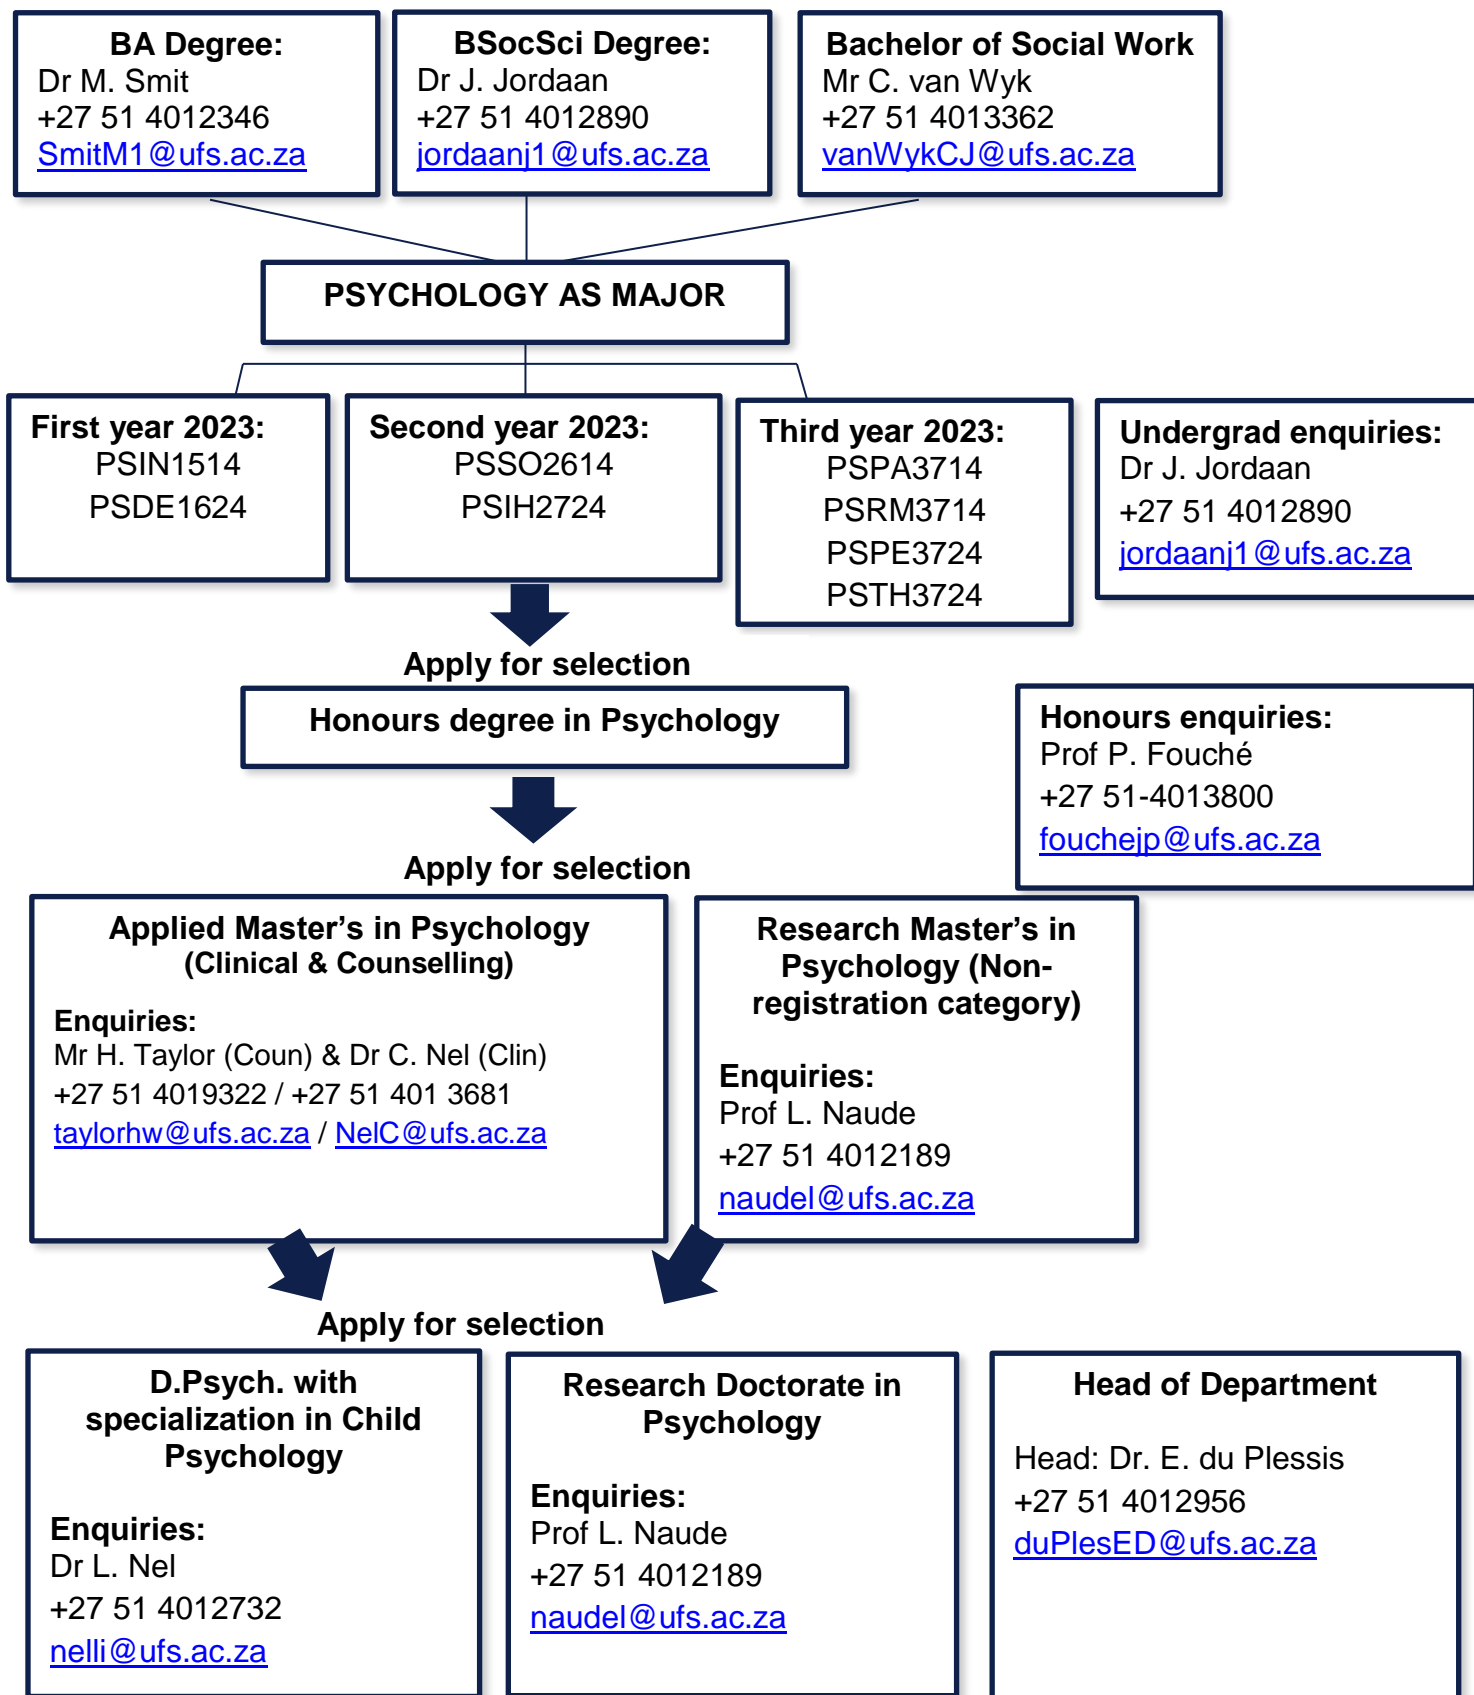 BA Degree:
Dr M. Smit
+27 51 4012346
SmitM1@ufs.ac.za
BSocSci Degree:
Dr J. Jordaan
+27 51 4012890
jordaanj1@ufs.ac.za
Bachelor of Social Work
Mr C. van Wyk
+27 51 4013362
vanWykCJ@ufs.ac.za
PSYCHOLOGY AS MAJOR
First year 2023:
PSIN1514
PSDE1624
Second year 2023:
PSSO2614
PSIH2724
Third year 2023:
PSPA3714
PSRM3714
PSPE3724
PSTH3724
Undergrad enquiries:
Dr J. Jordaan
+27 51 4012890
jordaanj1@ufs.ac.za
Apply for selection
Honours degree in Psychology
Honours enquiries:
Prof P. Fouché
+27 51-4013800
fouchejp@ufs.ac.za
Apply for selection
Applied Master's in Psychology
(Clinical & Counselling)
Enquiries:
Mr H. Taylor (Coun) & Dr C. Nel (Clin)
+27 51 4019322 / +27 51 401 3681
taylorhw@ufs.ac.za / NelC@ufs.ac.za
Research Master's in
Psychology (Non-
registration category)
Enquiries:
Prof L. Naude
+27 51 4012189
naudel@ufs.ac.za
Apply for selection
D.Psych. with
specialization in Child
Psychology
Enquiries:
Dr L. Nel
+27 51 4012732
nelli@ufs.ac.za
Research Doctorate in
Psychology
Enquiries:
Prof L. Naude
+27 51 4012189
naudel@ufs.ac.za
Head of Department
Head: Dr. E. du Plessis
+27 51 4012956
duPlesED@ufs.ac.za